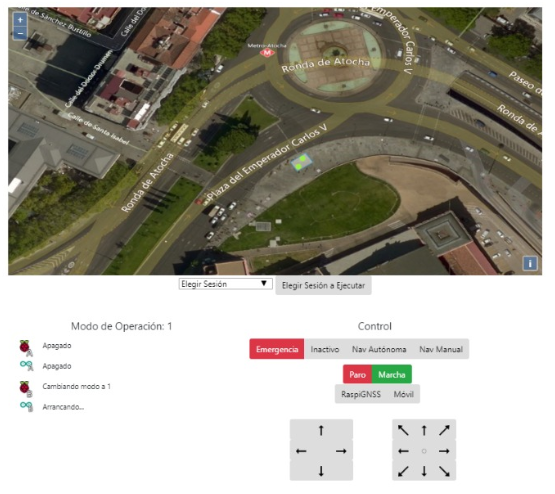 +
de Sánchez Bustillo
Calle del
Emperador Carlos V
−
Metro-Atocha
M
Calle del Doctor Drumen
Ronda de Atocha
Paseo d
Calle de Santa Isabel
Ronda de
Plaza del Emperador Carlos V
Ronda de Atocha
i
Elegir Sesión ▼ Elegir Sesión a Ejecutar
Modo de Operación: 1
Apagado
A
Apagado
A
Cambiando modo a 1
B
Arrancando...
B
Control
Emergencia Inactivo Nav Autónoma Nav Manual
Paro Marcha
RaspiGNSS Móvil
↑
← →
↓
↖ ↑ ↗
← ○ →
↙ ↓ ↘